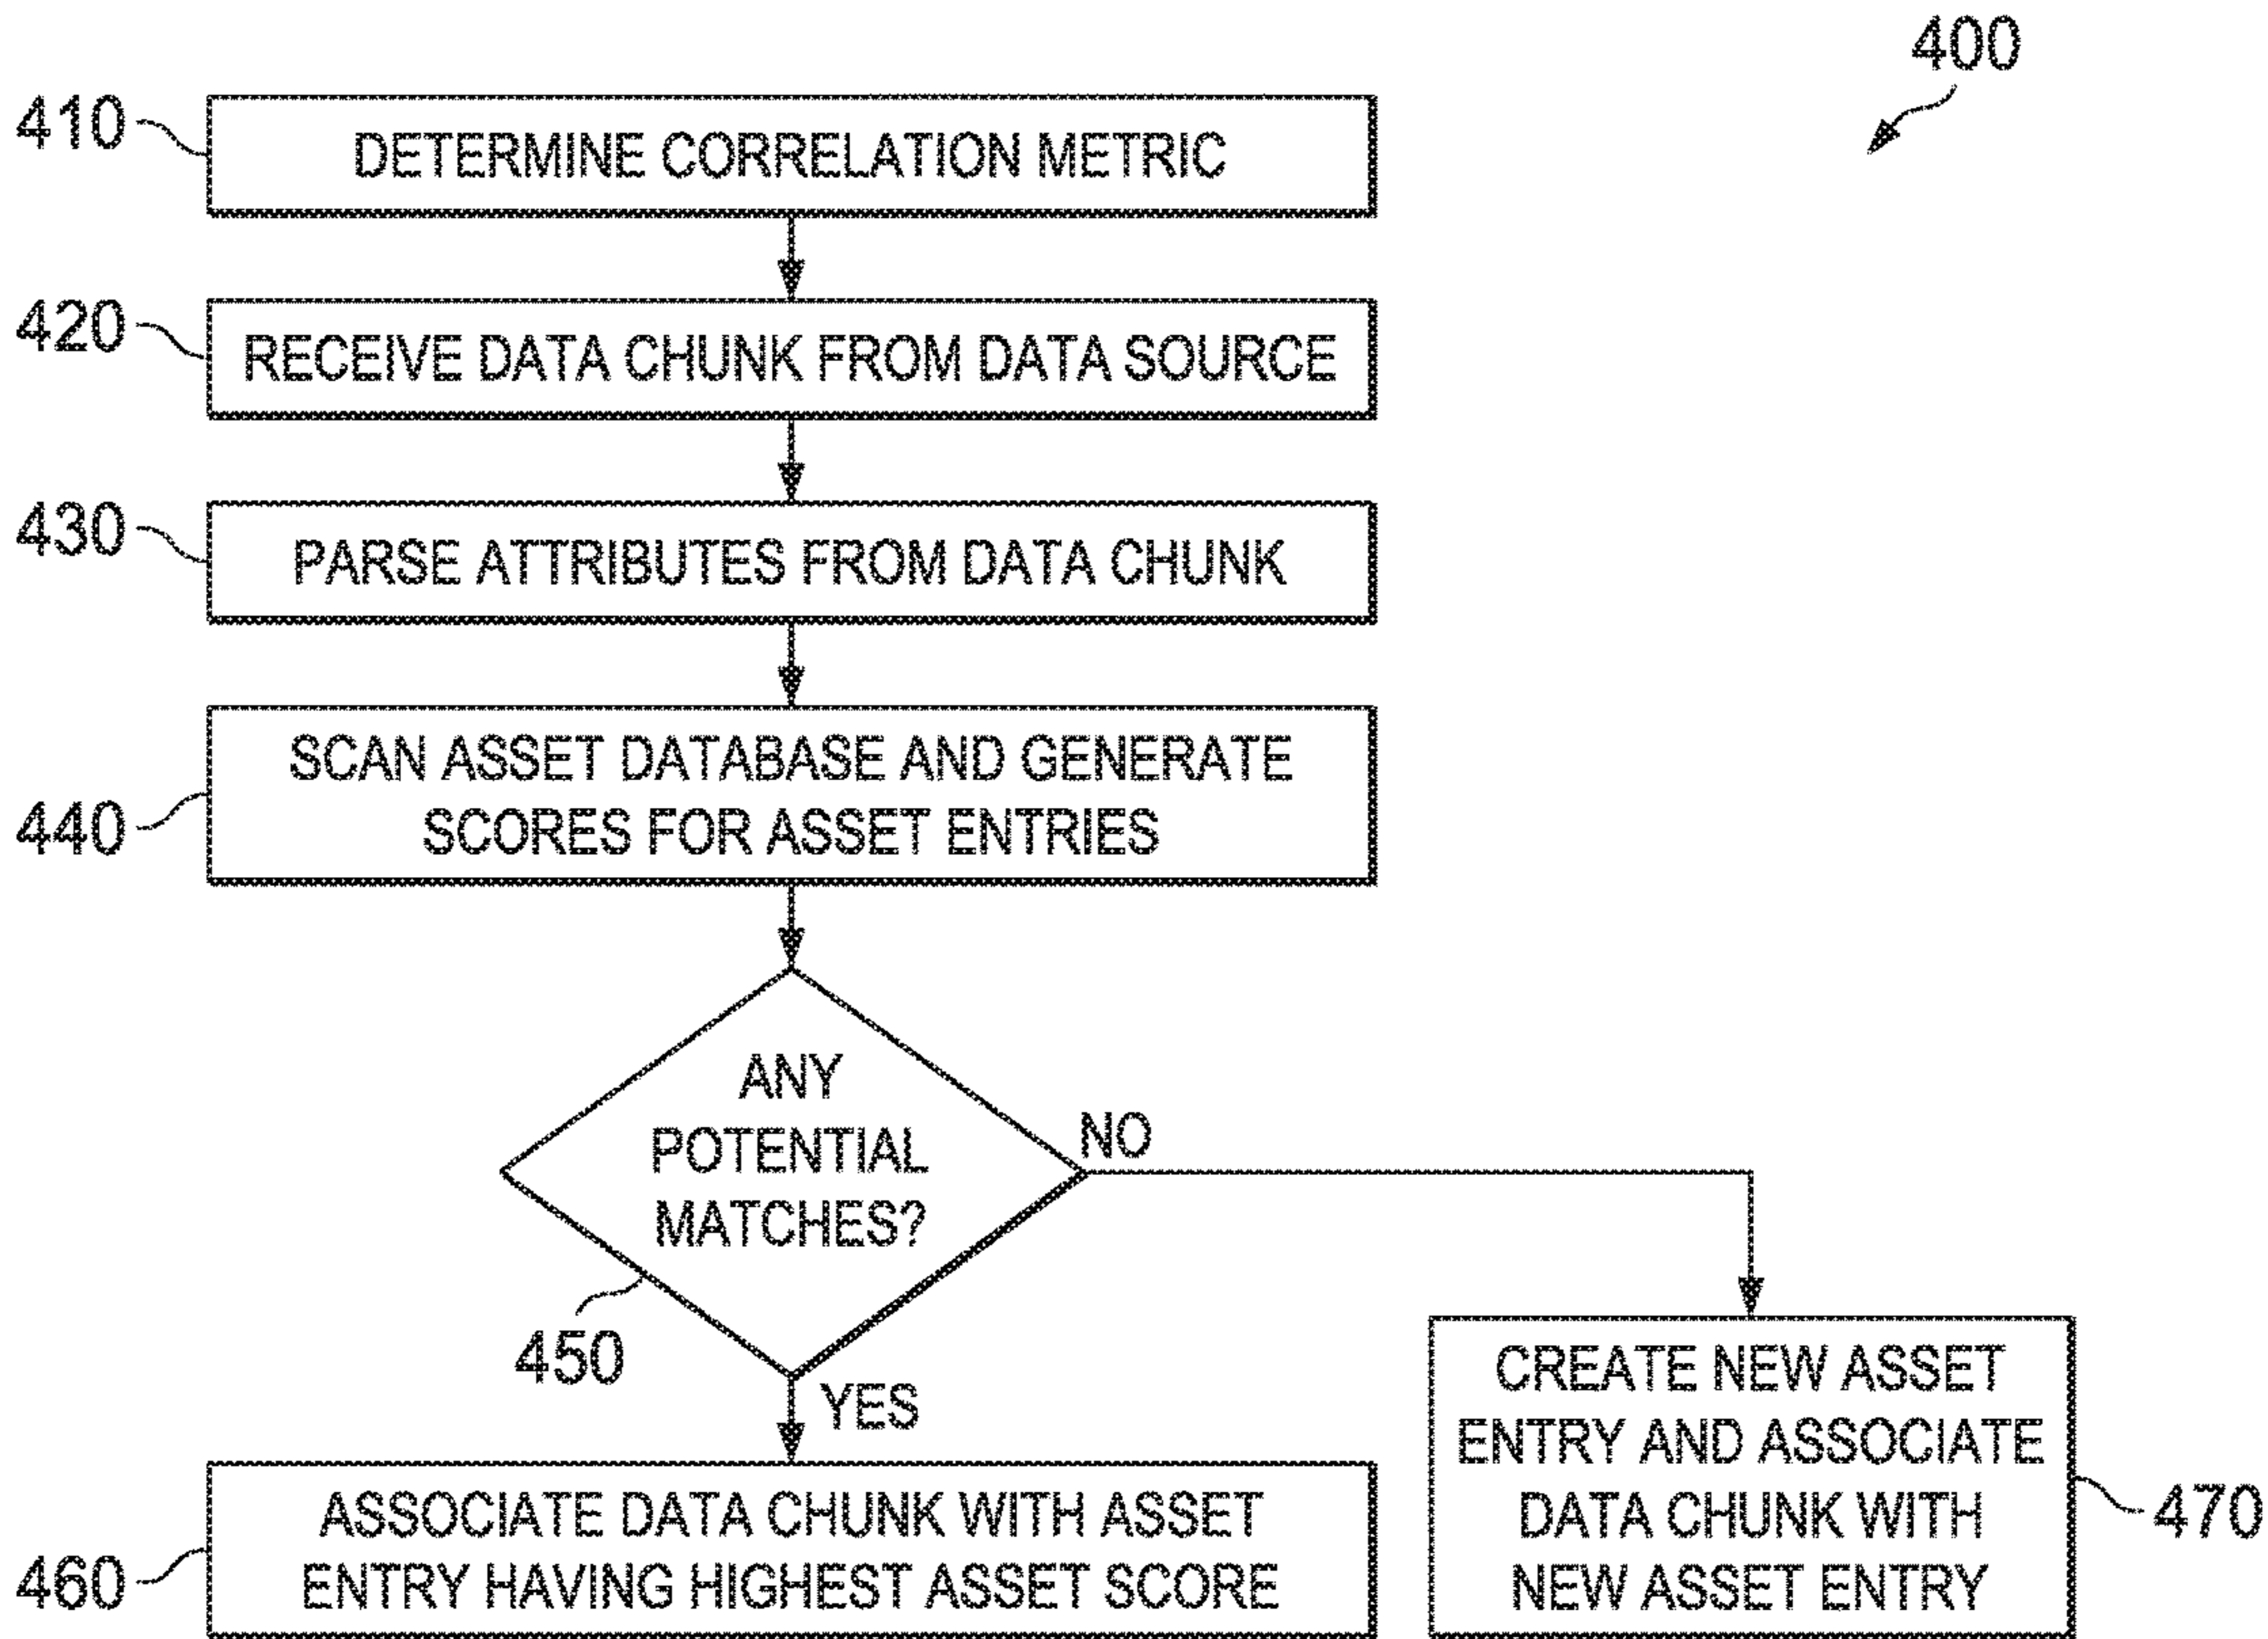 400
410
DETERMINE CORRELATION METRIC
420
RECEIVE DATA CHUNK FROM DATA SOURCE
430
PARSE ATTRIBUTES FROM DATA CHUNK
440
SCAN ASSET DATABASE AND GENERATE
SCORES FOR ASSET ENTRIES
ANY
POTENTIAL
MATCHES?
NO
450
YES
460
ASSOCIATE DATA CHUNK WITH ASSET
ENTRY HAVING HIGHEST ASSET SCORE
CREATE NEW ASSET
ENTRY AND ASSOCIATE
DATA CHUNK WITH
NEW ASSET ENTRY
470